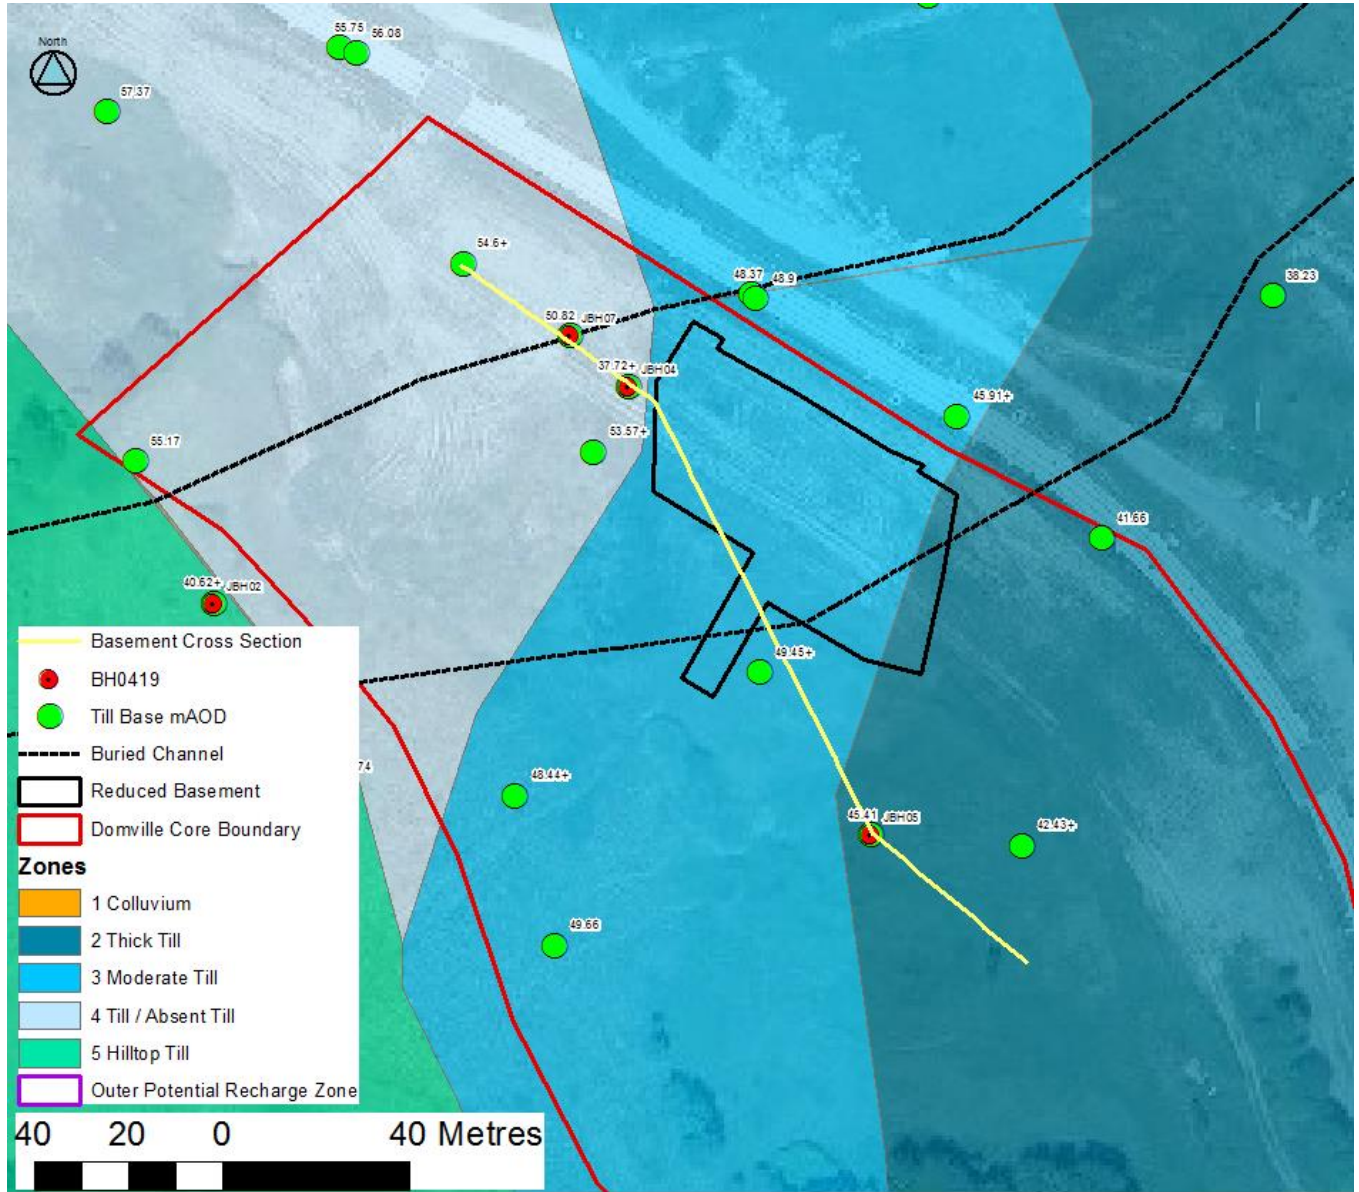 North
55.75
56.08
57.37
54.6+
48.37
48.9
38.23
50.82
JBH07
37.72+
JBH04
45.91+
53.57+
55.17
41.66
40.62+
JBH02
49.45+
74
48.44+
45.41
JBH05
42.43+
49.66
Basement Cross Section
BH0419
Till Base mAOD
Buried Channel
Reduced Basement
Domville Core Boundary
Zones
1 Colluvium
2 Thick Till
3 Moderate Till
4 Till / Absent Till
5 Hilltop Till
Outer Potential Recharge Zone
40 20 0 40 Metres